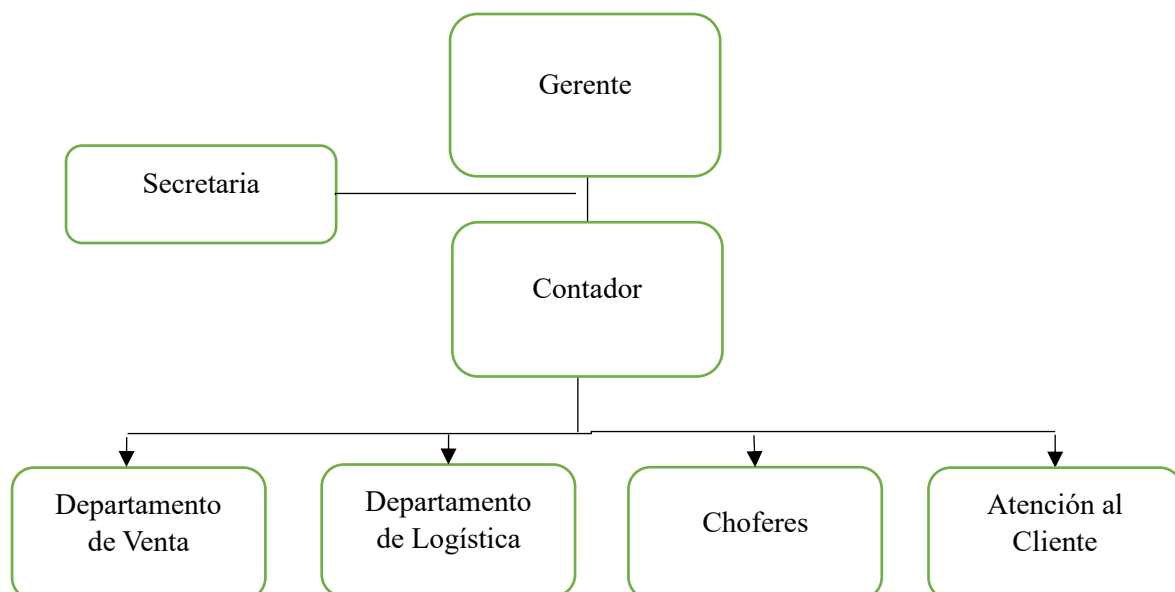 Gerente
Secretaria
Contador
Departamento
de Venta
Departamento
de Logística
Choferes
Atención al
Cliente